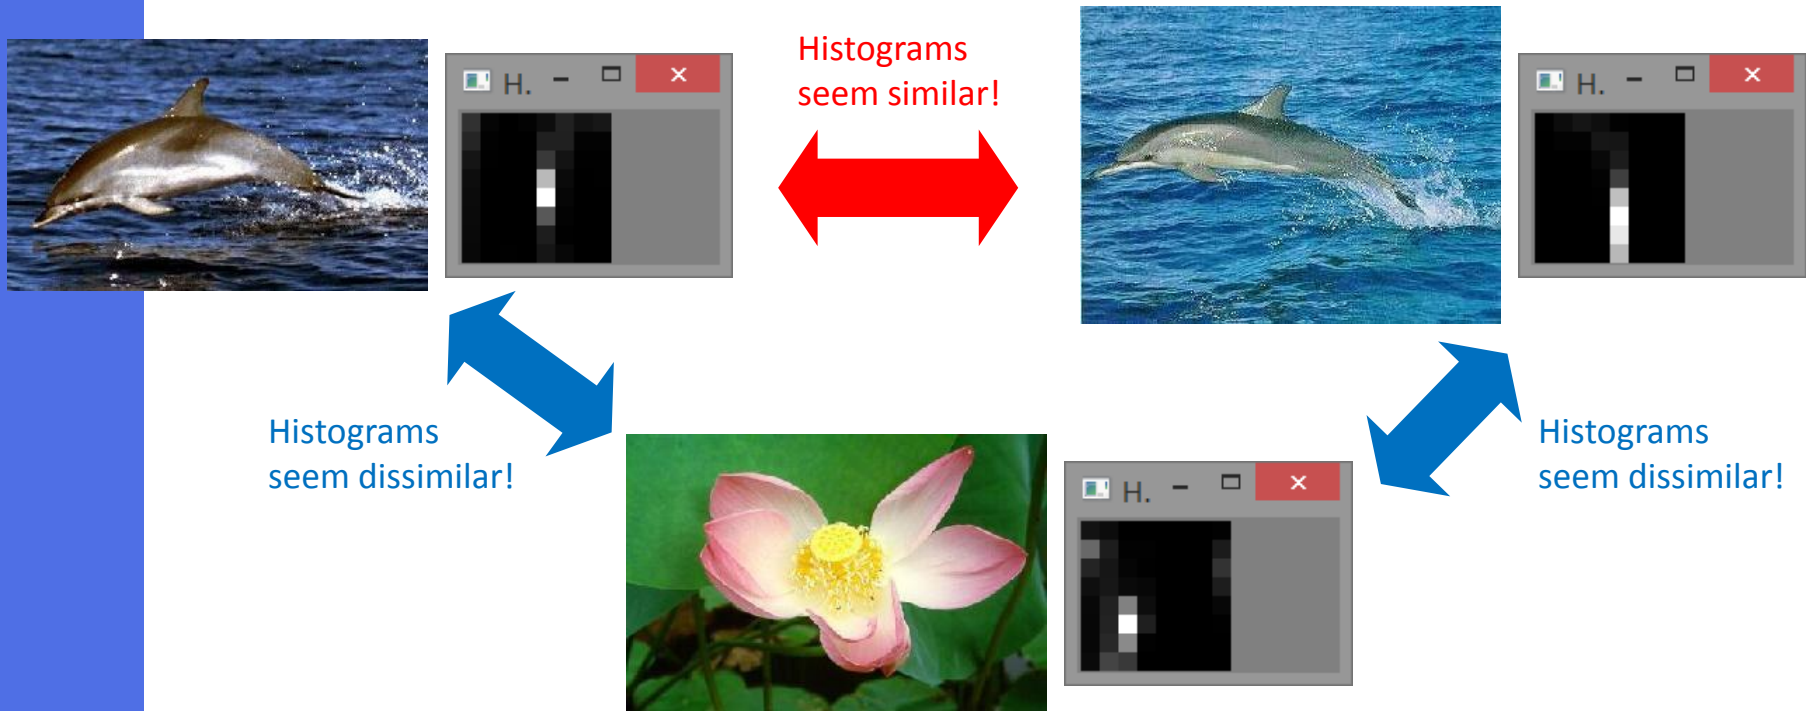 Histograms
seem similar!
H.
H.
Histograms
seem dissimilar!
Histograms
seem dissimilar!
H.